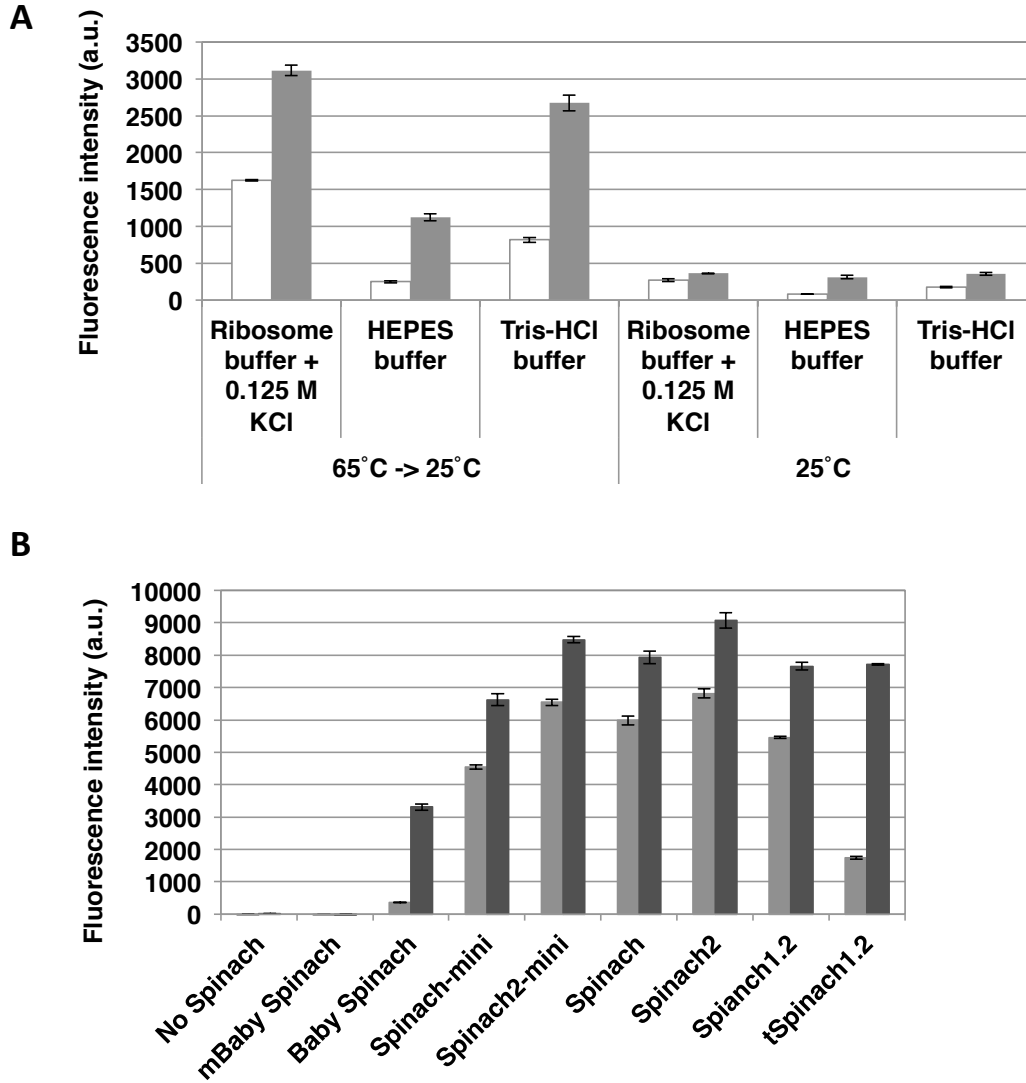 A
Fluorescence intensity (a.u.)
3500
3000
2500
2000
1500
1000
500
0
Ribosome buffer + 0.125 M KCl
HEPES buffer
Tris-HCl buffer
Ribosome buffer + 0.125 M KCl
HEPES buffer
Tris-HCl buffer
65˚C -> 25˚C
25˚C
B
Fluorescence intensity (a.u.)
10000
9000
8000
7000
6000
5000
4000
3000
2000
1000
0
No Spinach
mBaby Spinach
Baby Spinach
Spinach-mini
Spinach2-mini
Spinach
Spinach2
Spianch1.2
tSpinach1.2